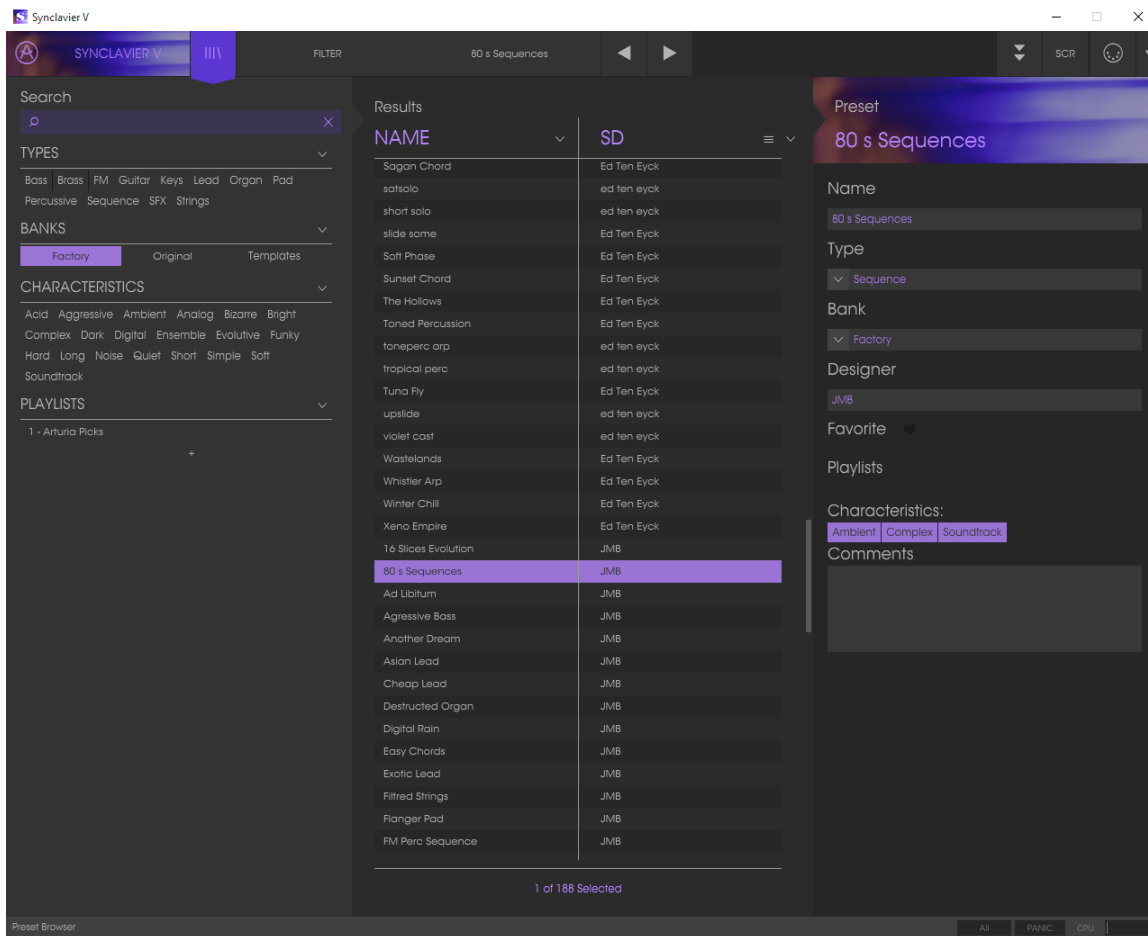 Synclavier V
SYNCLAVIER V
FILTER
80 s Sequences
SCR
Search
TYPES
Bass Brass FM Guitar Keys Lead Organ Pad
Percussive Sequence SFX Strings
BANKS
Factory Original Templates
CHARACTERISTICS
Acid Aggressive Ambient Analog Bizarre Bright
Complex Dark Digital Ensemble Evolutive Funky
Hard Long Noise Quiet Short Simple Soft
Soundtrack
PLAYLISTS
1 - Arturia Picks
+
Results
NAME SD
Sagan Chord Ed Ten Eyck
satsolo ed ten eyck
short solo ed ten eyck
slide some Ed Ten Eyck
Soft Phase Ed Ten Eyck
Sunset Chord Ed Ten Eyck
The Hollows Ed Ten Eyck
Toned Percussion Ed Ten Eyck
toneperc arp ed ten eyck
tropical perc ed ten eyck
Tuna Fly Ed Ten Eyck
upslide ed ten eyck
violet cast ed ten eyck
Wastelands Ed Ten Eyck
Whistler Arp Ed Ten Eyck
Winter Chill Ed Ten Eyck
Xeno Empire Ed Ten Eyck
16 Slices Evolution JMB
80 s Sequences JMB
Ad Libitum JMB
Agressive Bass JMB
Another Dream JMB
Asian Lead JMB
Cheap Lead JMB
Destructed Organ JMB
Digital Rain JMB
Easy Chords JMB
Exotic Lead JMB
Filtred Strings JMB
Flanger Pad JMB
FM Perc Sequence JMB
1 of 188 Selected
Preset
80 s Sequences
Name
80 s Sequences
Type
Sequence
Bank
Factory
Designer
JMB
Favorite
Playlists
Characteristics:
Ambient Complex Soundtrack
Comments
Preset Browser
All PANIC CPU